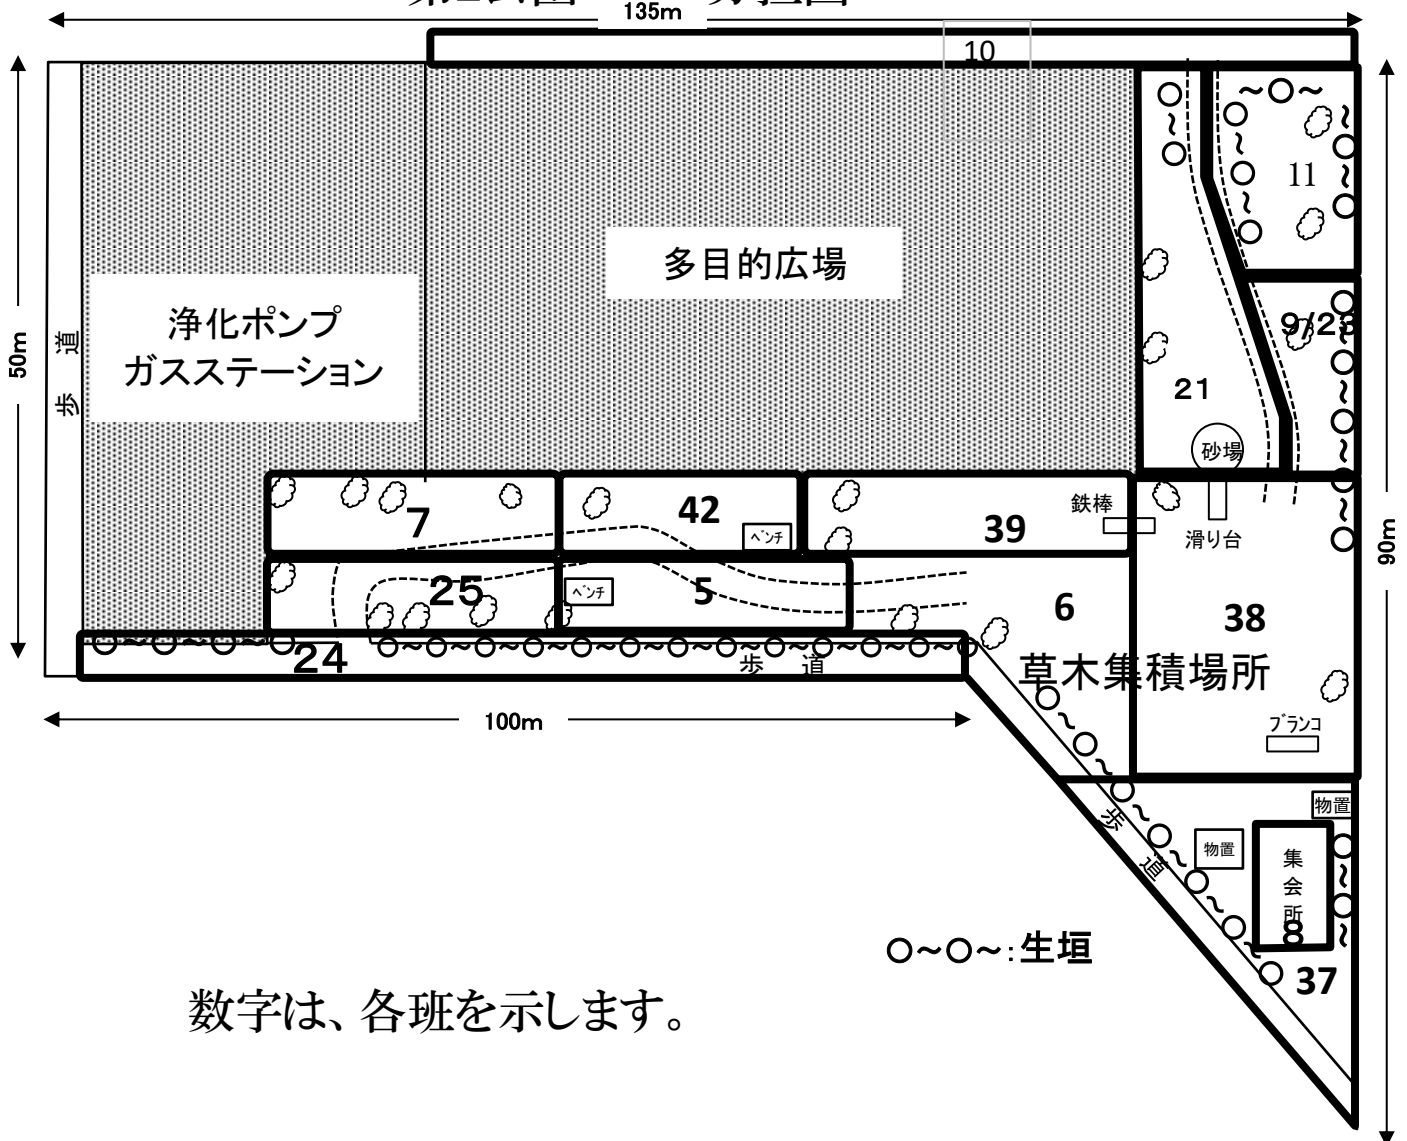 135m
10
11
多目的広場
浄化ポンプ
ガスステーション
歩道
50m
9/23
21
砂場
90m
7
42
39
鉄棒
滑り台
ベンチ
25
ベンチ
5
6
38
24
歩道
草木集積場所
100m
ブランコ
物置
物置
歩道
集会所
8
37
○~○~:生垣
数字は、各班を示します。